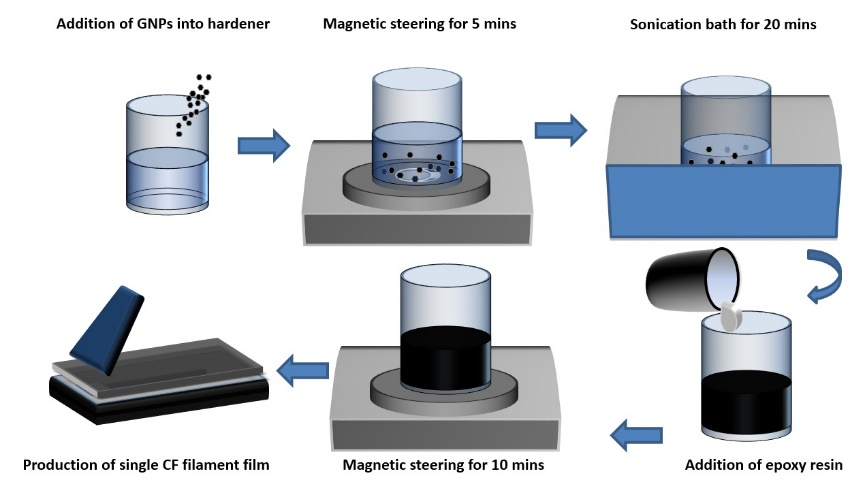 Addition of GNPs into hardener
Magnetic steering for 5 mins
Sonication bath for 20 mins
Production of single CF filament film
Magnetic steering for 10 mins
Addition of epoxy resin